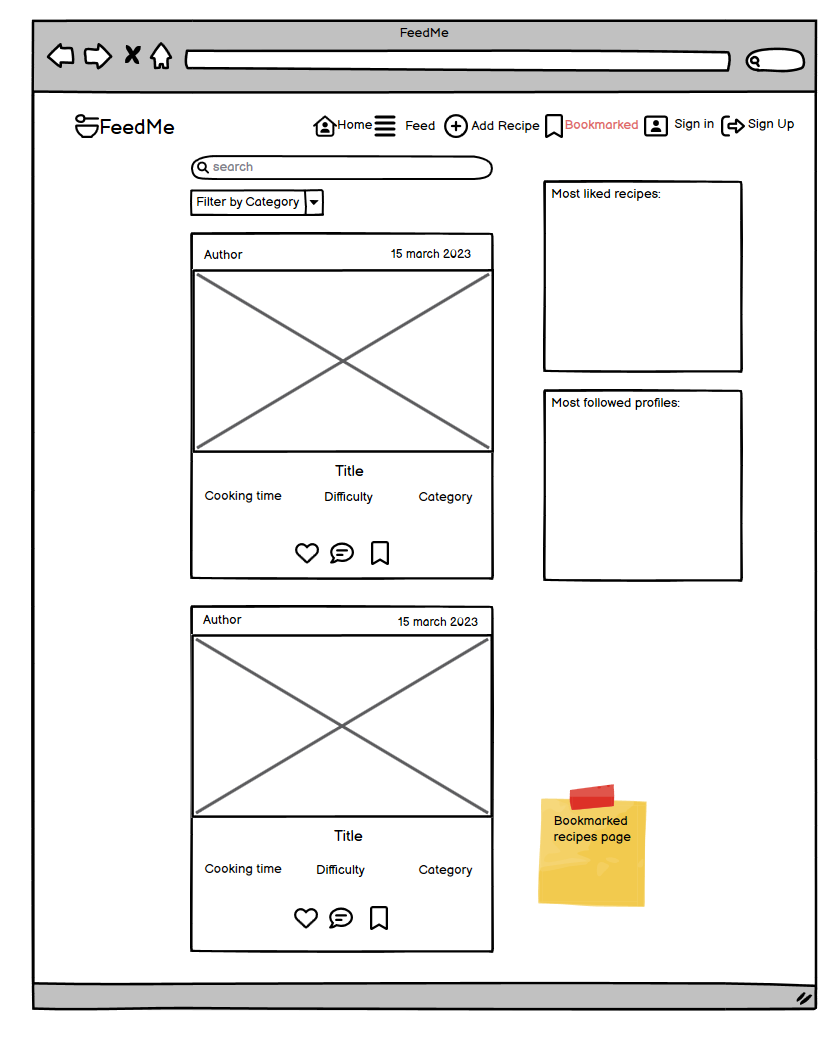 FeedMe
FeedMe Home Feed Add Recipe Bookmarked Sign in Sign Up
search
Filter by Category
Most liked recipes:
Author 15 march 2023
Most followed profiles:
Title
Cooking time Difficulty Category
Author 15 march 2023
Bookmarked
recipes page
Title
Cooking time Difficulty Category